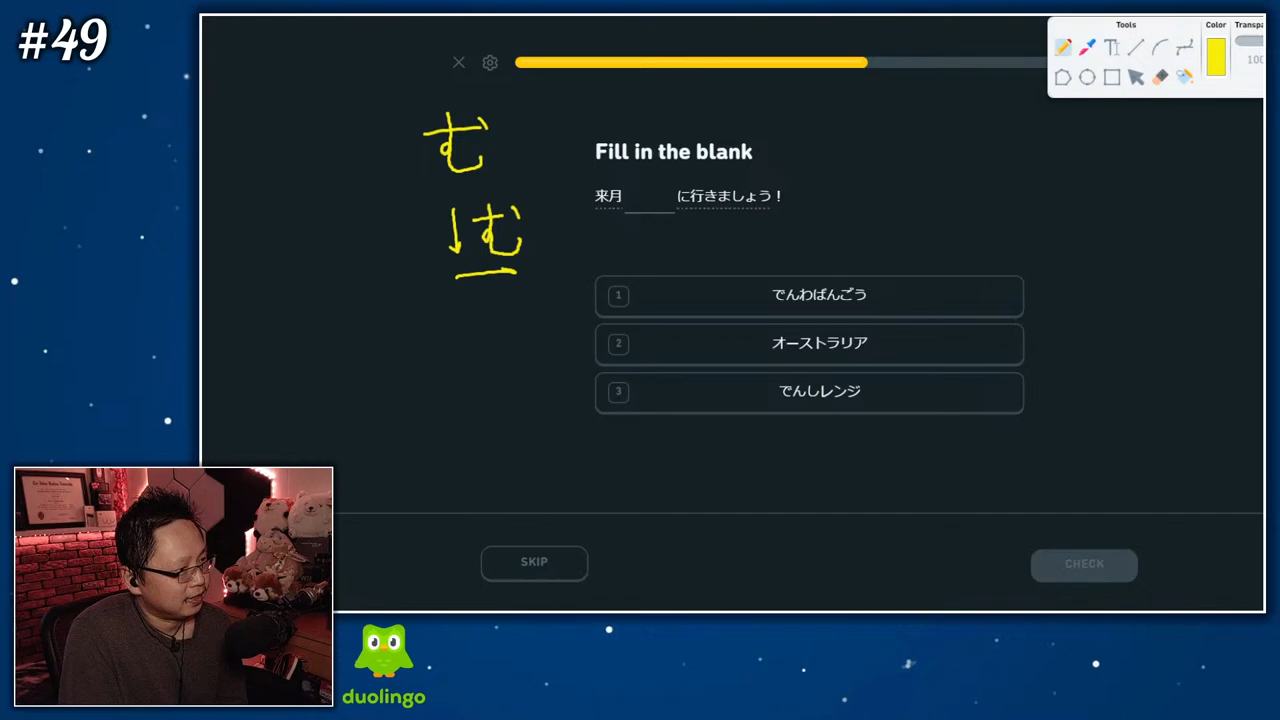 #49
Tools
Color
Transpa
100
む
Fill in the blank
来月 に行きましょう!
1 でんわばんごう
2 オーストラリア
3 でんしレンジ
SKIP
CHECK
duolingo